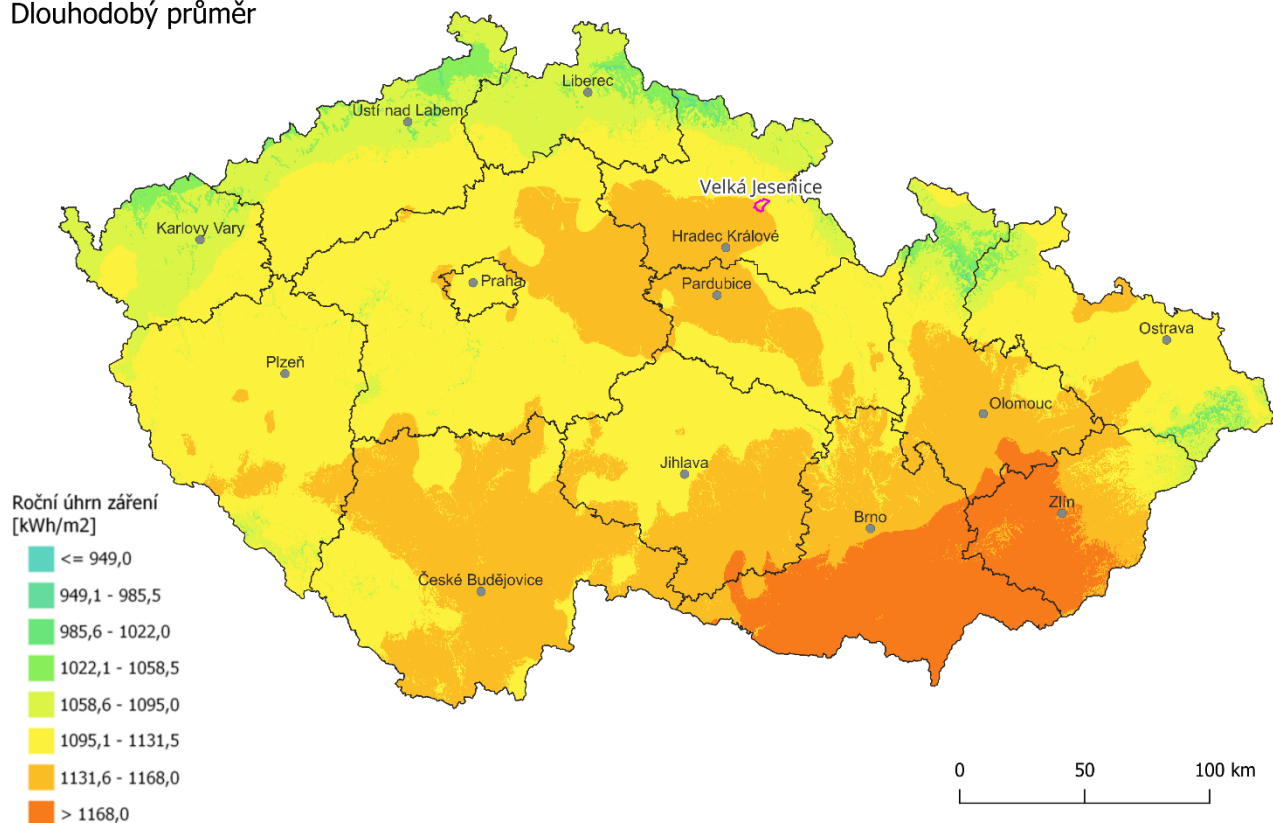 Dlouhodobý průměr
Liberec
Ústí nad Labem
Velká Jesenice
Karlovy Vary
Hradec Králové
Praha
Pardubice
Ostrava
Plzeň
Olomouc
Jihlava
Zlín
Brno
České Budějovice
Roční úhrn záření
[kWh/m2]
<= 949,0
949,1 - 985,5
985,6 - 1022,0
1022,1 - 1058,5
1058,6 - 1095,0
1095,1 - 1131,5
1131,6 - 1168,0
> 1168,0
0 50 100 km